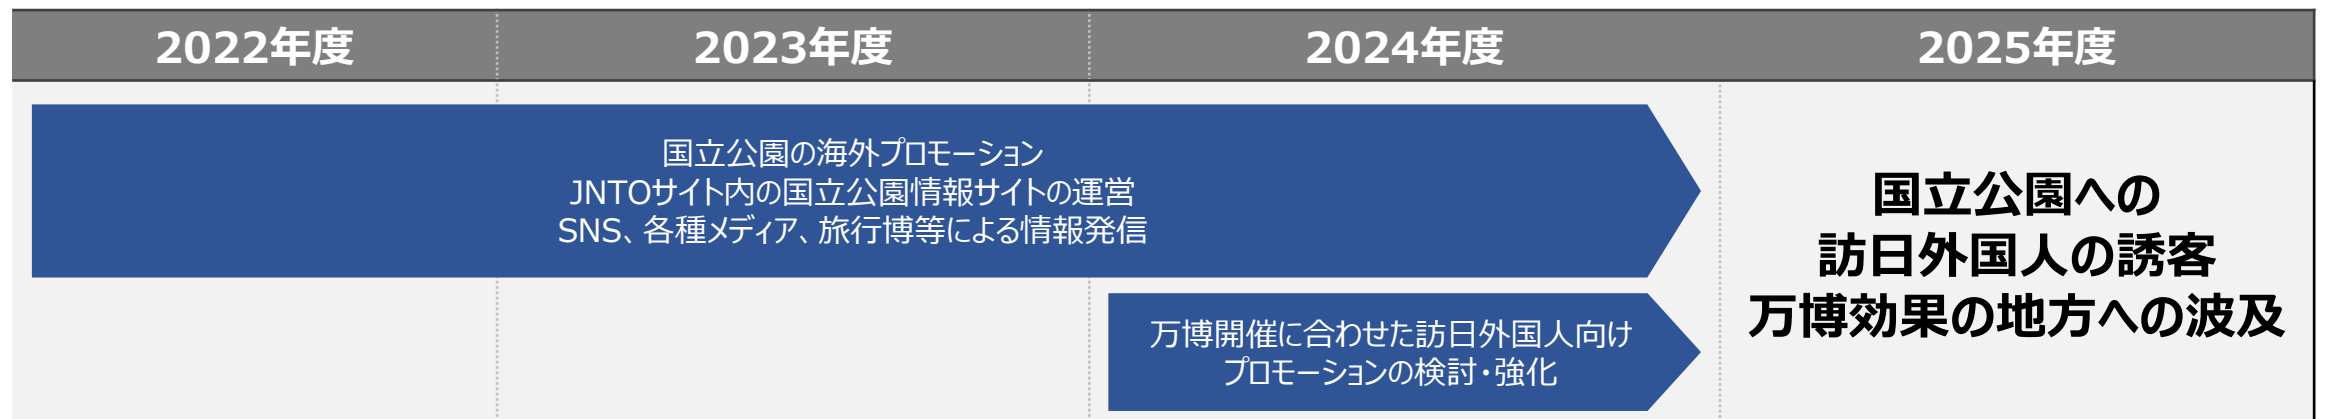 2022年度 2023年度 2024年度 2025年度
国立公園の海外プロモーション
JNTOサイト内の国立公園情報サイトの運営
SNS、各種メディア、旅行博等による情報発信
万博開催に合わせた訪日外国人向け
プロモーションの検討・強化
国立公園への
訪日外国人の誘客
万博効果の地方への波及